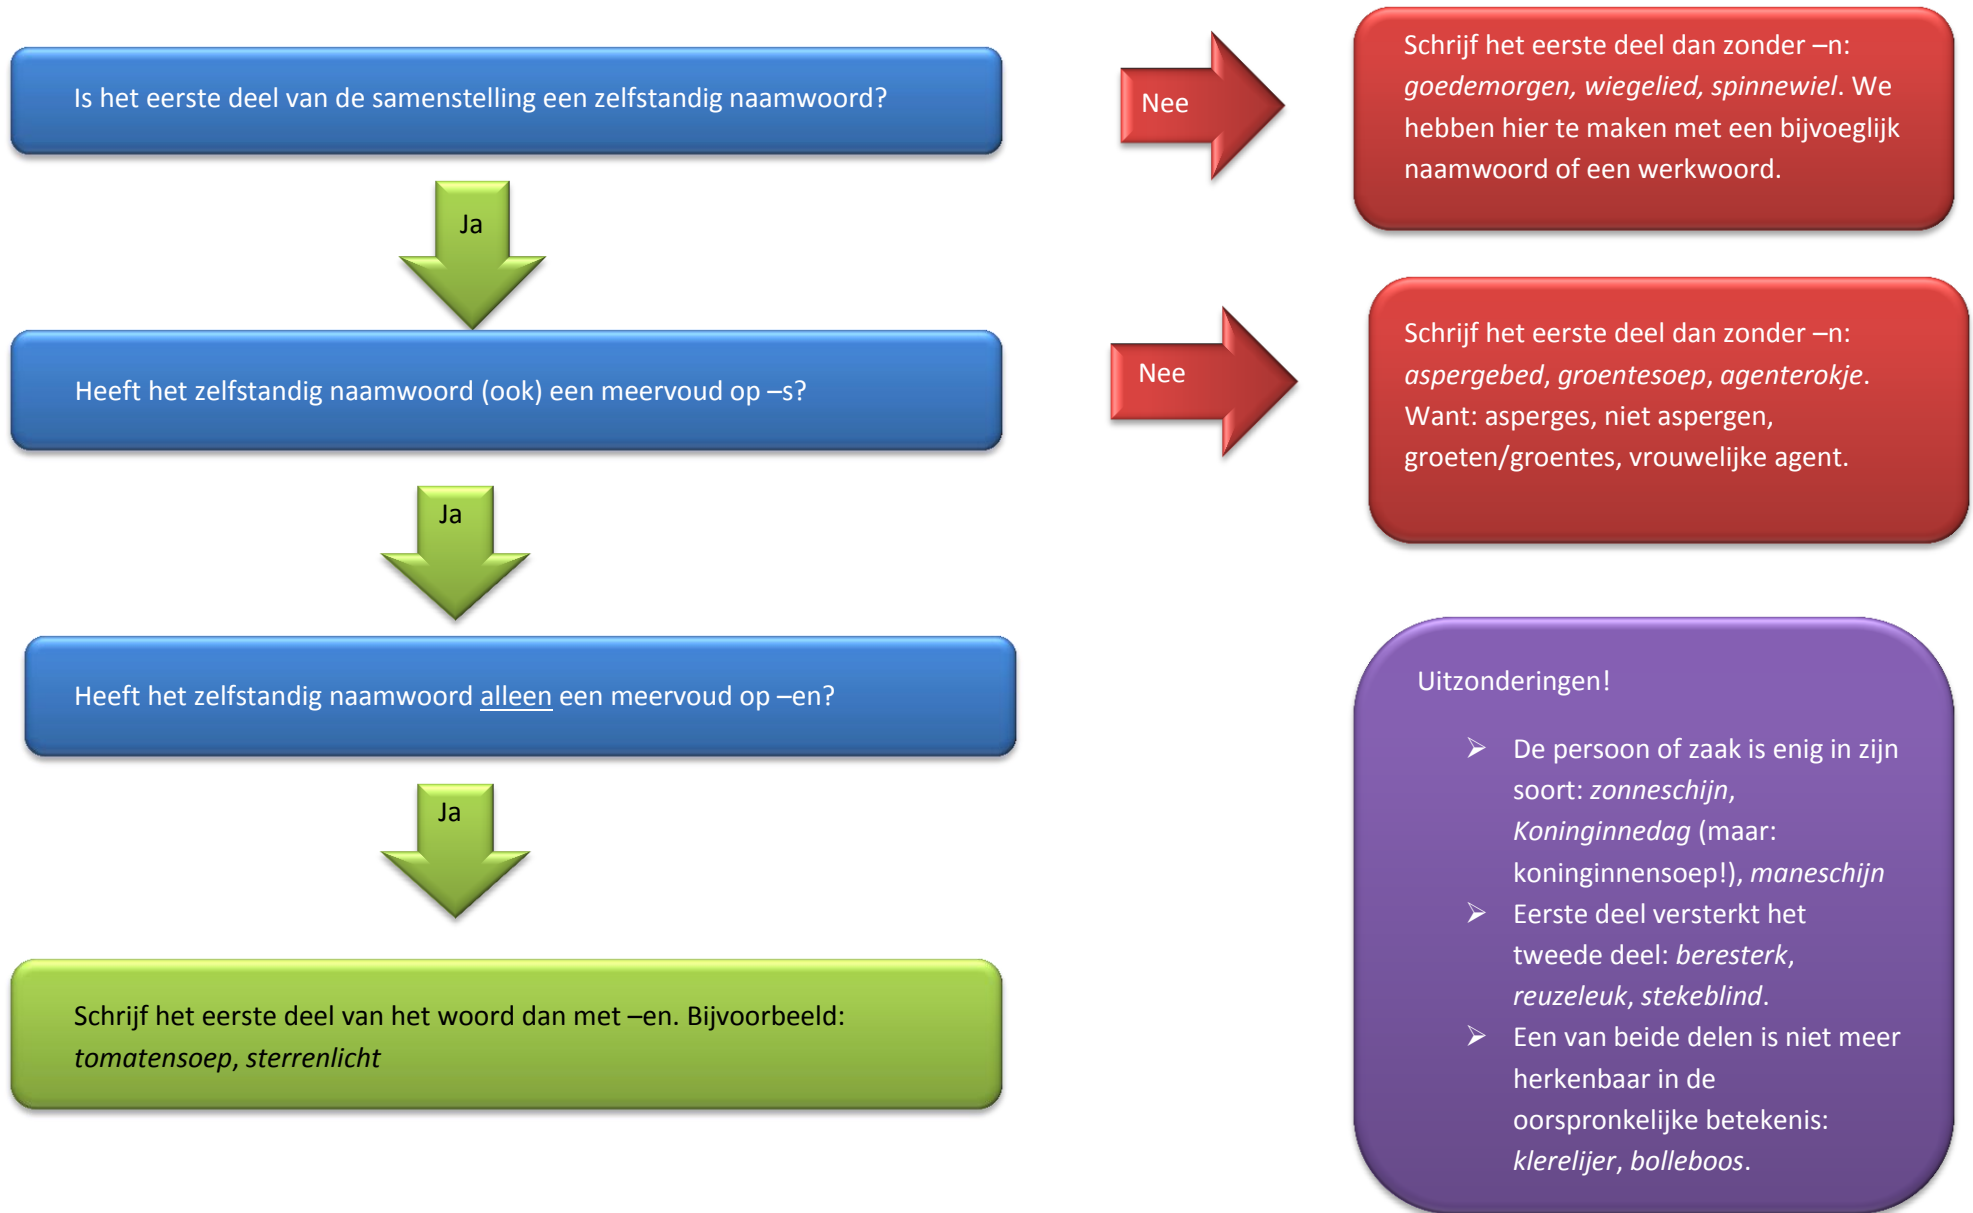 Is het eerste deel van de samenstelling een zelfstandig naamwoord?
Nee
Schrijf het eerste deel dan zonder –n:
goedemorgen, wiegelied, spinnewiel. We
hebben hier te maken met een bijvoeglijk
naamwoord of een werkwoord.
Ja
Heeft het zelfstandig naamwoord (ook) een meervoud op –s?
Nee
Schrijf het eerste deel dan zonder –n:
aspergebed, groentesoep, agenterokje.
Want: asperges, niet aspergen,
groeten/groentes, vrouwelijke agent.
Ja
Heeft het zelfstandig naamwoord alleen een meervoud op –en?
Ja
Schrijf het eerste deel van het woord dan met –en. Bijvoorbeeld:
tomatensoep, sterrenlicht
Uitzonderingen!
➢ De persoon of zaak is enig in zijn
soort: zonneschijn,
Koninginnedag (maar:
koninginnensoep!), maneschijn
➢ Eerste deel versterkt het
tweede deel: beresterk,
reuzeleuk, stekeblind.
➢ Een van beide delen is niet meer
herkenbaar in de
oorspronkelijke betekenis:
klerelijer, bolleboos.